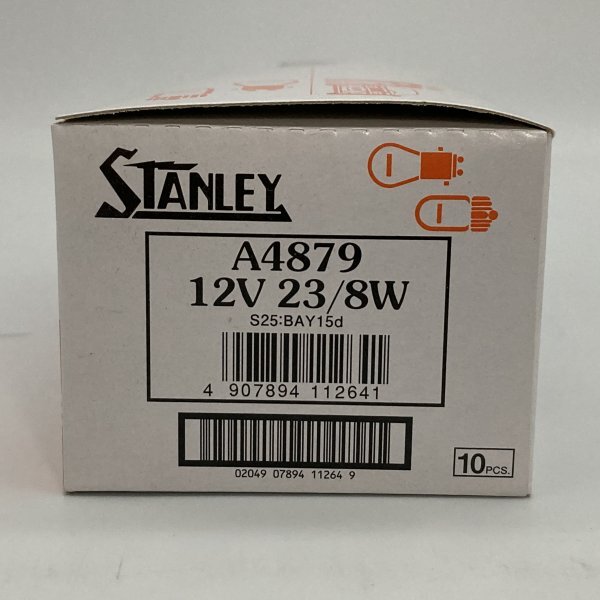 STANLEY
A4879
12V 23/8W
S25:BAY15d
4 907894 112641
02049 07894 11264 9
10PCS.